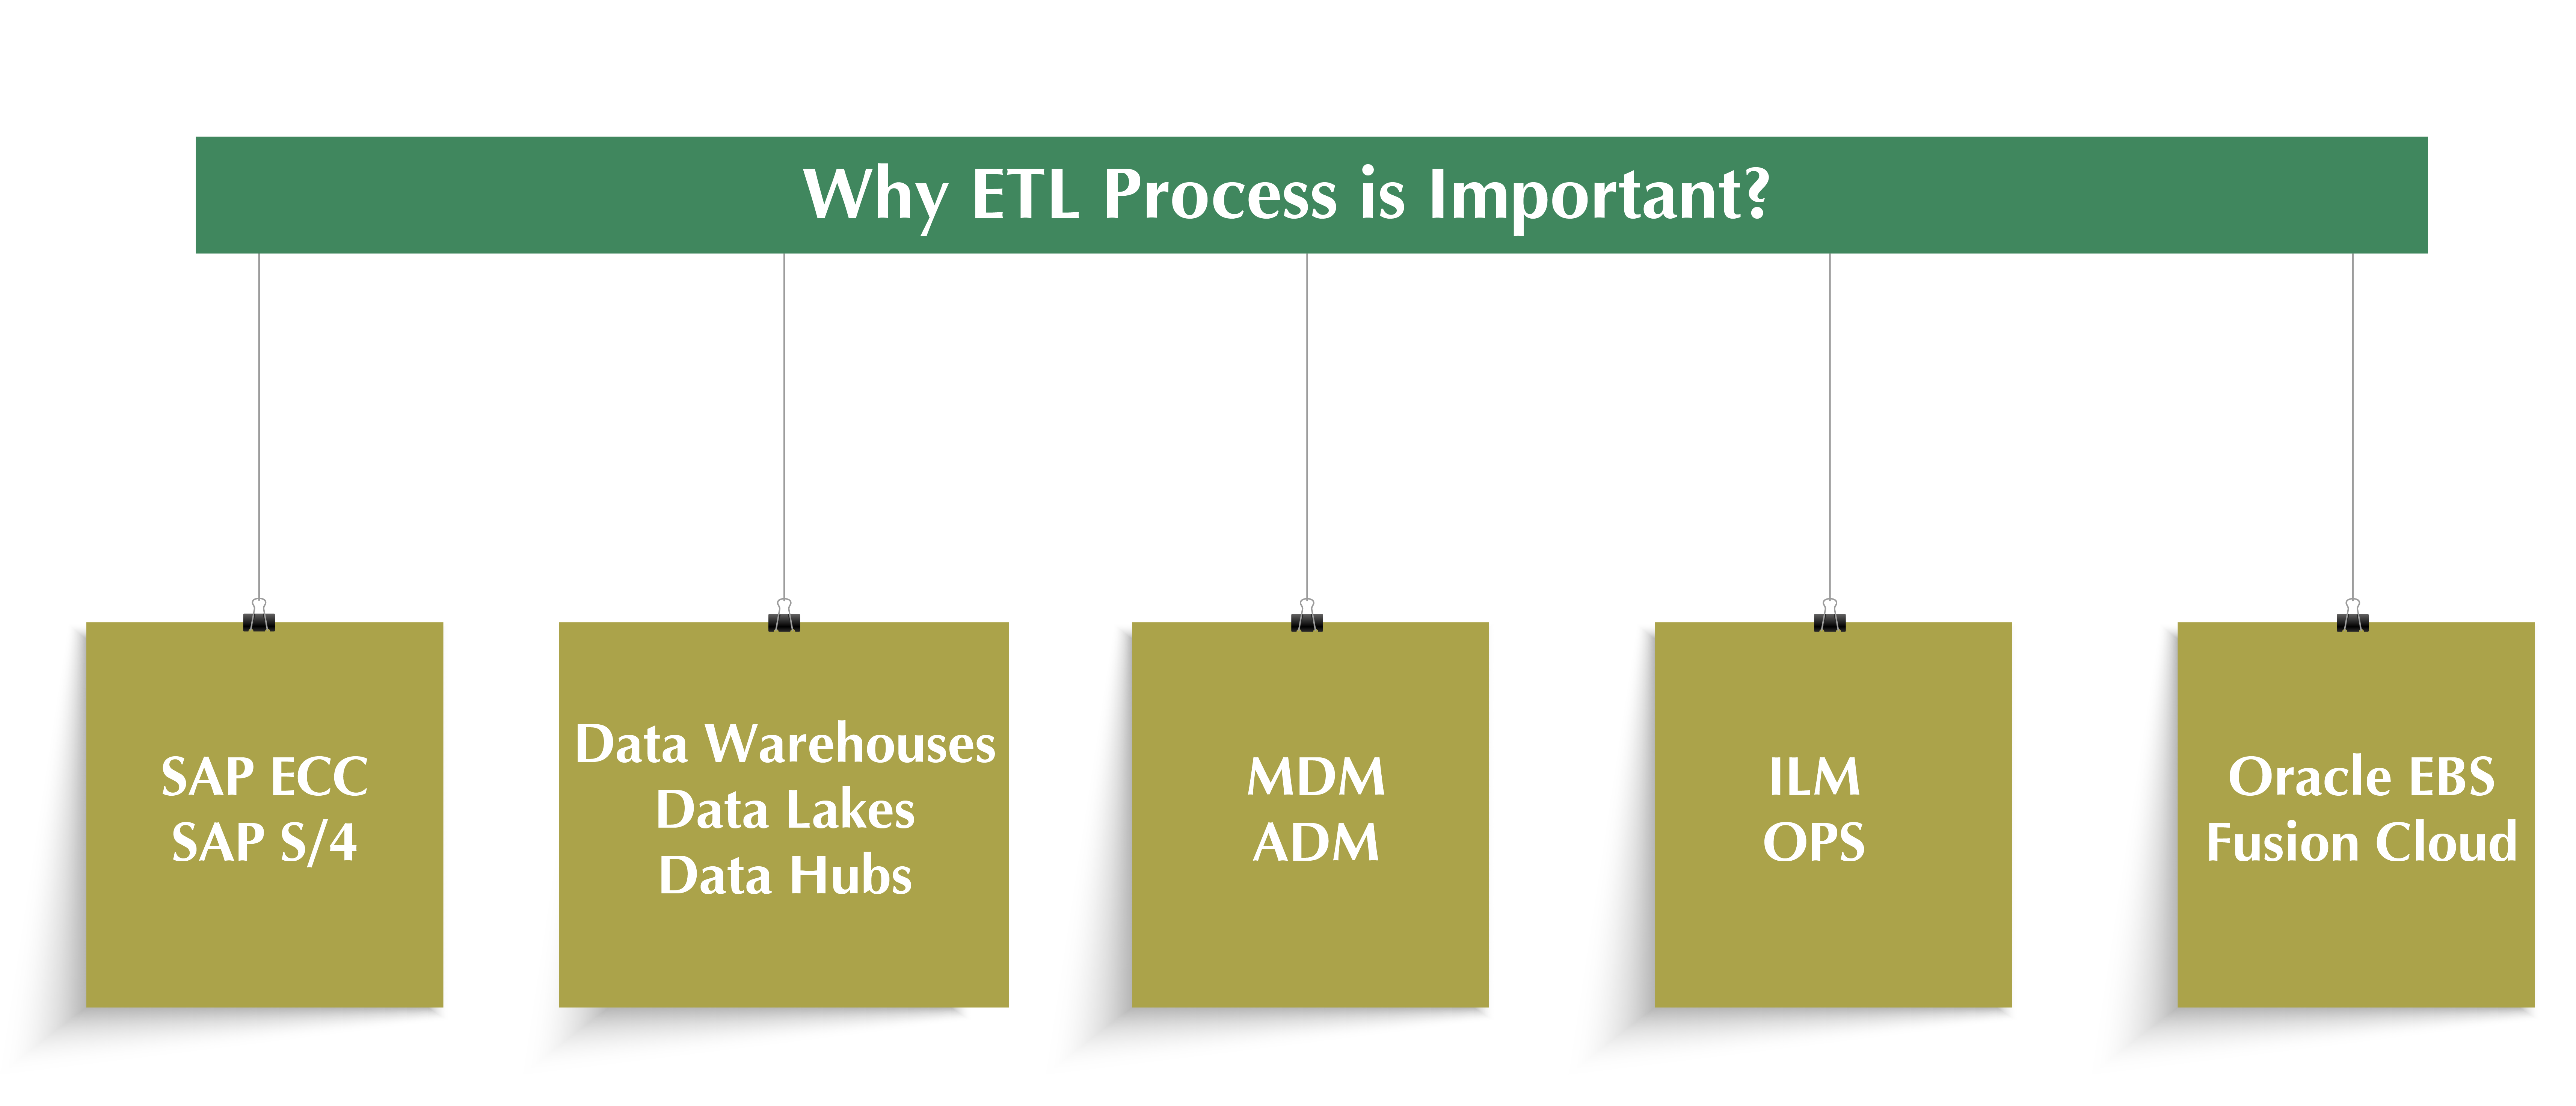 Why ETL Process is Important?
SAP ECC
SAP S/4
Data Warehouses
Data Lakes
Data Hubs
MDM
ADM
ILM
OPS
Oracle EBS
Fusion Cloud